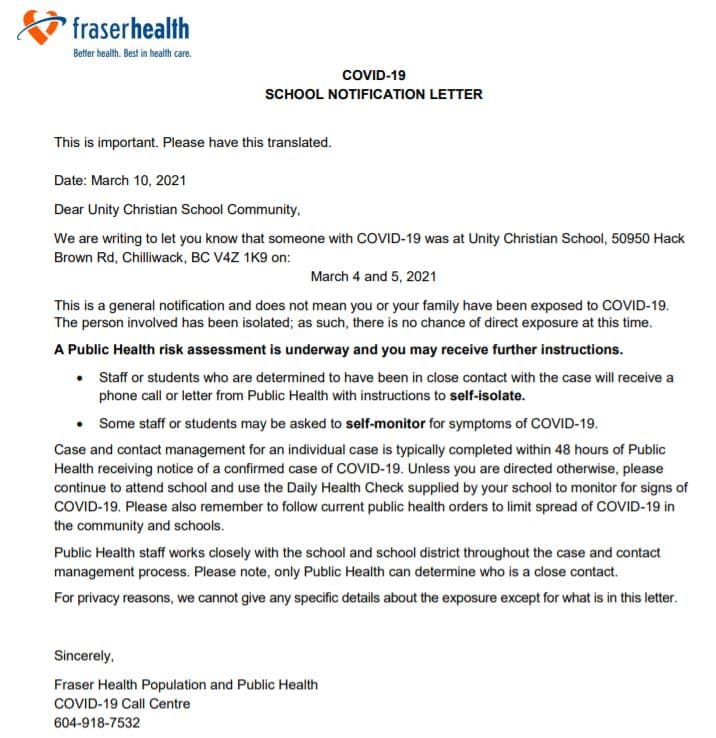 fraserhealth
Better health. Best in health care.
COVID-19
SCHOOL NOTIFICATION LETTER
This is important. Please have this translated.
Date: March 10, 2021
Dear Unity Christian School Community,
We are writing to let you know that someone with COVID-19 was at Unity Christian School, 50950 Hack
Brown Rd, Chilliwack, BC V4Z 1K9 on:
March 4 and 5, 2021
This is a general notification and does not mean you or your family have been exposed to COVID-19.
The person involved has been isolated; as such, there is no chance of direct exposure at this time.
A Public Health risk assessment is underway and you may receive further instructions.
• Staff or students who are determined to have been in close contact with the case will receive a
phone call or letter from Public Health with instructions to self-isolate.
• Some staff or students may be asked to self-monitor for symptoms of COVID-19.
Case and contact management for an individual case is typically completed within 48 hours of Public
Health receiving notice of a confirmed case of COVID-19. Unless you are directed otherwise, please
continue to attend school and use the Daily Health Check supplied by your school to monitor for signs of
COVID-19. Please also remember to follow current public health orders to limit spread of COVID-19 in
the community and schools.
Public Health staff works closely with the school and school district throughout the case and contact
management process. Please note, only Public Health can determine who is a close contact.
For privacy reasons, we cannot give any specific details about the exposure except for what is in this letter.
Sincerely,
Fraser Health Population and Public Health
COVID-19 Call Centre
604-918-7532